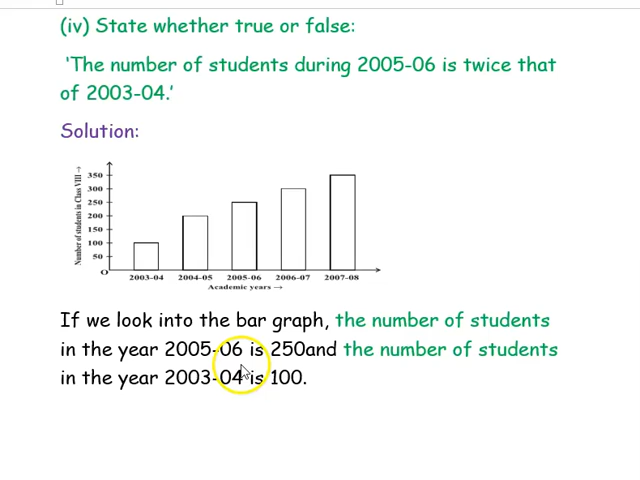 (iv) State whether true or false:
‘The number of students during 2005-06 is twice that
of 2003-04.’
Solution:
Number of students in Class VIII →
350
300
250
200
150
100
50
O
2003-04 2004-05 2005-06 2006-07 2007-08
Academic years →
If we look into the bar graph, the number of students
in the year 2005-06 is 250and the number of students
in the year 2003-04 is 100.